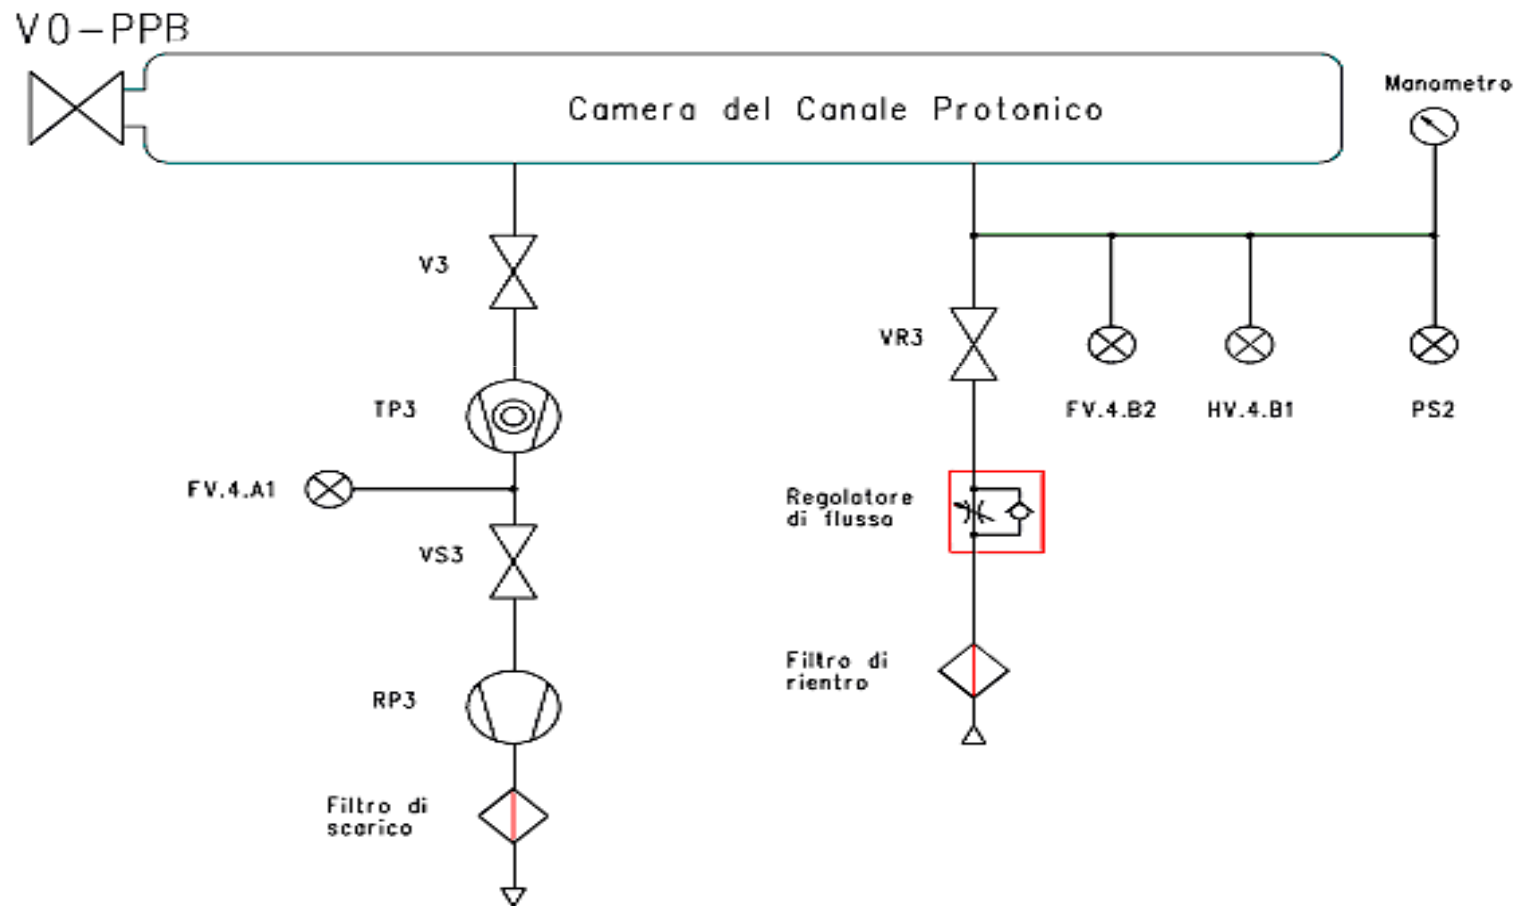 V0-PPB
Camera del Canale Protonico
Manometro
V3
VR3
TP3
FV.4.B2
HV.4.B1
PS2
FV.4.A1
Regolatore
di flusso
VS3
Filtro di
rientro
RP3
Filtro di
scarico